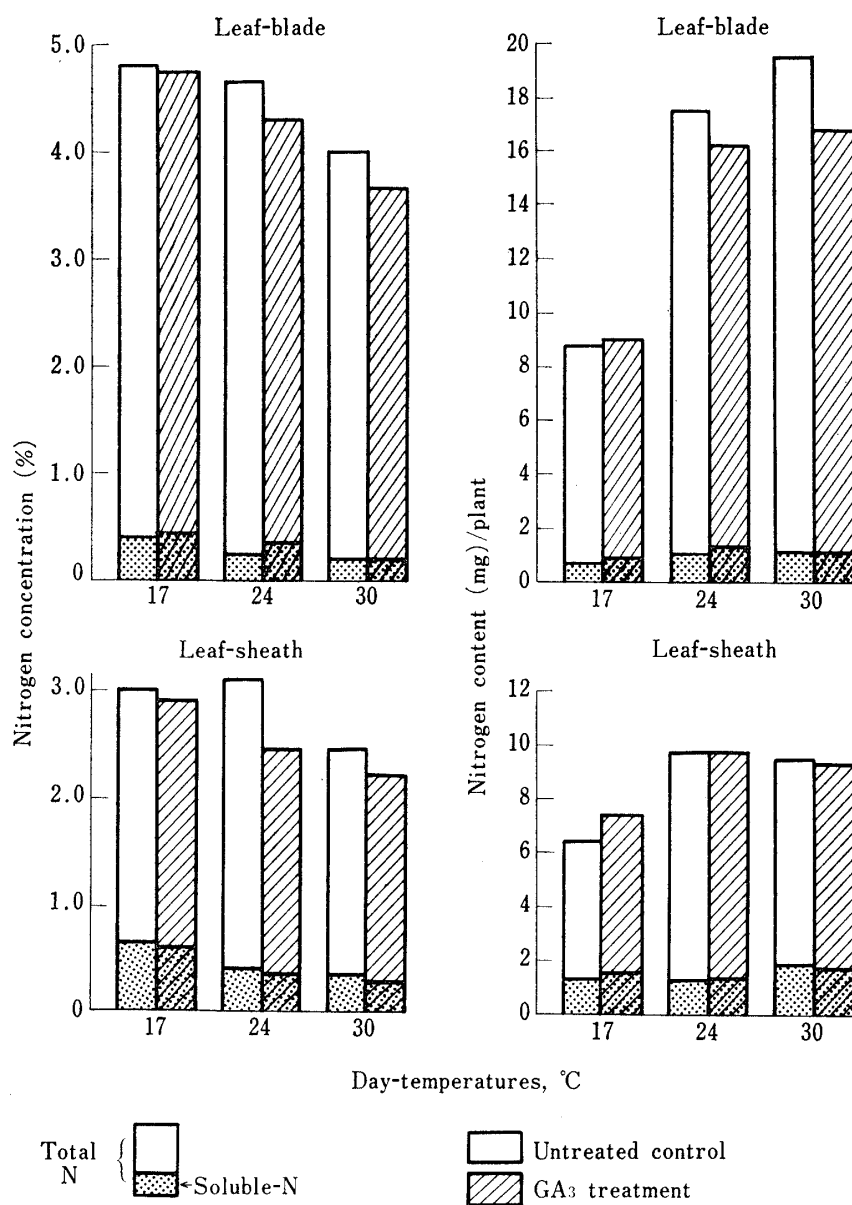 Leaf-blade
5.0
4.0
3.0
2.0
1.0
0
17 24 30
Leaf-sheath
3.0
2.0
1.0
0
17 24 30
Nitrogen concentration (%)
Leaf-blade
20
18
16
14
12
10
8
6
4
2
0
17 24 30
Leaf-sheath
12
10
8
6
4
2
0
17 24 30
Nitrogen content (mg)/plant
Day-temperatures, ℃
Total
N
Soluble-N
Untreated control
GA₃ treatment